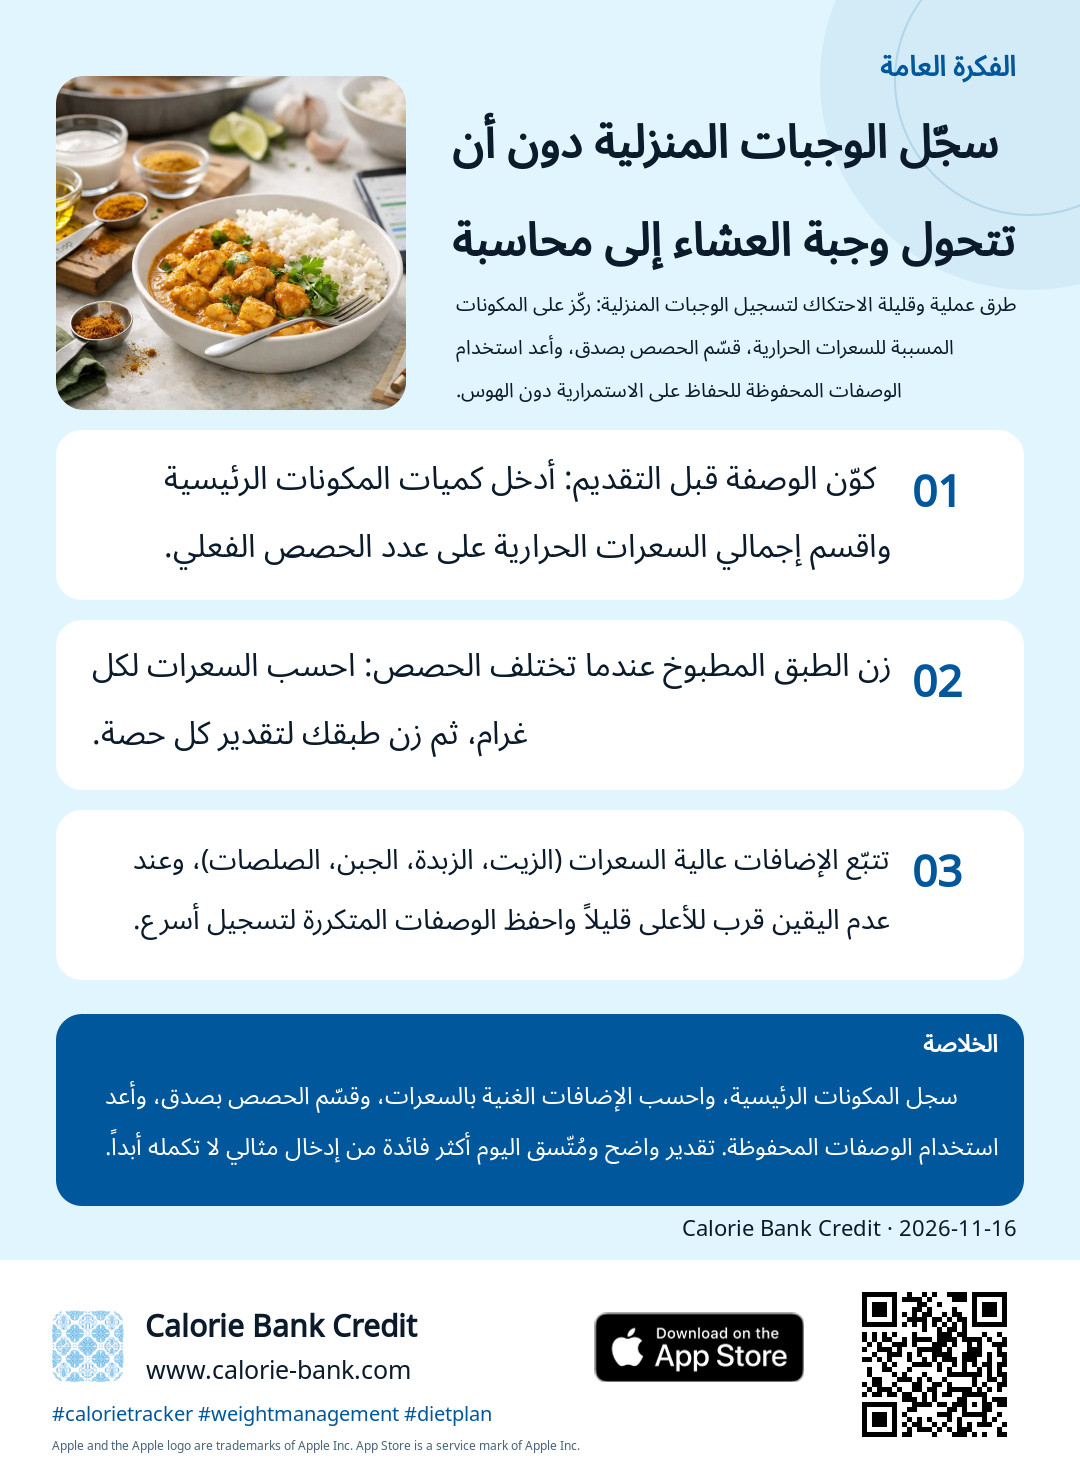 الفكرة العامة
سجّل الوجبات المنزلية دون أن
تتحول وجبة العشاء إلى محاسبة
طرق عملية وقليلة الاحتكاك لتسجيل الوجبات المنزلية: ركّز على المكونات
المسببة للسعرات الحرارية، قسّم الحصص بصدق، وأعد استخدام
الوصفات المحفوظة للحفاظ على الاستمرارية دون الهوس.
01
كوّن الوصفة قبل التقديم: أدخل كميات المكونات الرئيسية
واقسم إجمالي السعرات الحرارية على عدد الحصص الفعلي.
02
زن الطبق المطبوخ عندما تختلف الحصص: احسب السعرات لكل
غرام، ثم زن طبقك لتقدير كل حصة.
03
تتبّع الإضافات عالية السعرات (الزيت، الزبدة، الجبن، الصلصات)، وعند
عدم اليقين قرب للأعلى قليلاً واحفظ الوصفات المتكررة لتسجيل أسرع.
الخلاصة
سجل المكونات الرئيسية، واحسب الإضافات الغنية بالسعرات، وقسّم الحصص بصدق، وأعد
استخدام الوصفات المحفوظة. تقدير واضح ومُتّسق اليوم أكثر فائدة من إدخال مثالي لا تكمله أبداً.
Calorie Bank Credit · 2026-11-16
Calorie Bank Credit
www.calorie-bank.com
Download on the
App Store
#calorietracker #weightmanagement #dietplan
Apple and the Apple logo are trademarks of Apple Inc. App Store is a service mark of Apple Inc.